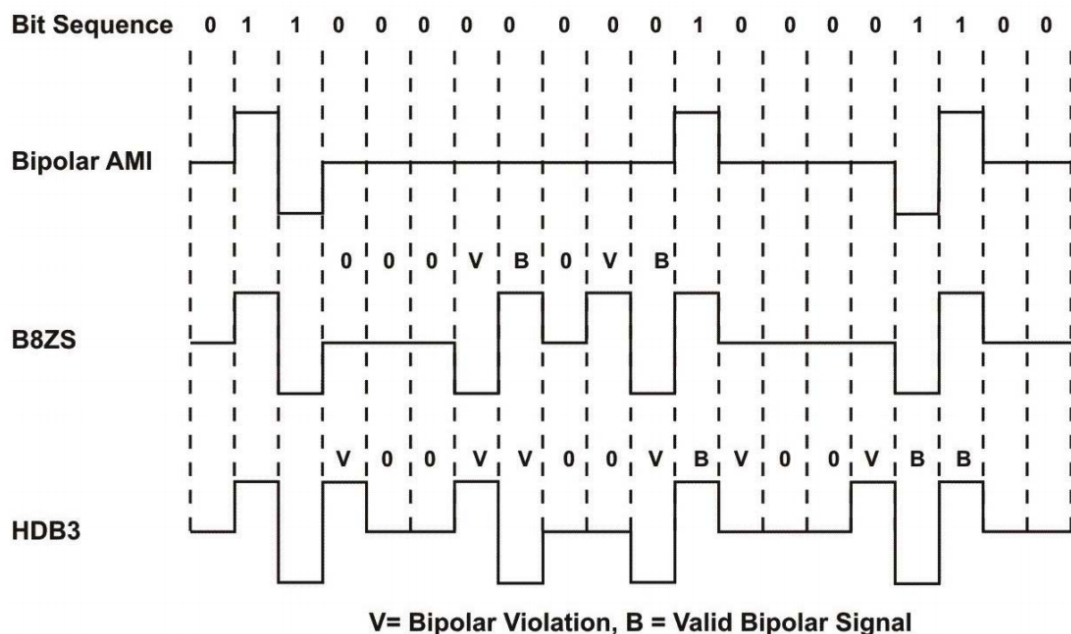 Bit Sequence 0 1 1 0 0 0 0 0 0 0 0 1 0 0 0 0 1 1 0 0
Bipolar AMI
0 0 0 V B 0 V B
B8ZS
V 0 0 V V 0 0 V B V 0 0 V B B
HDB3
V= Bipolar Violation, B = Valid Bipolar Signal